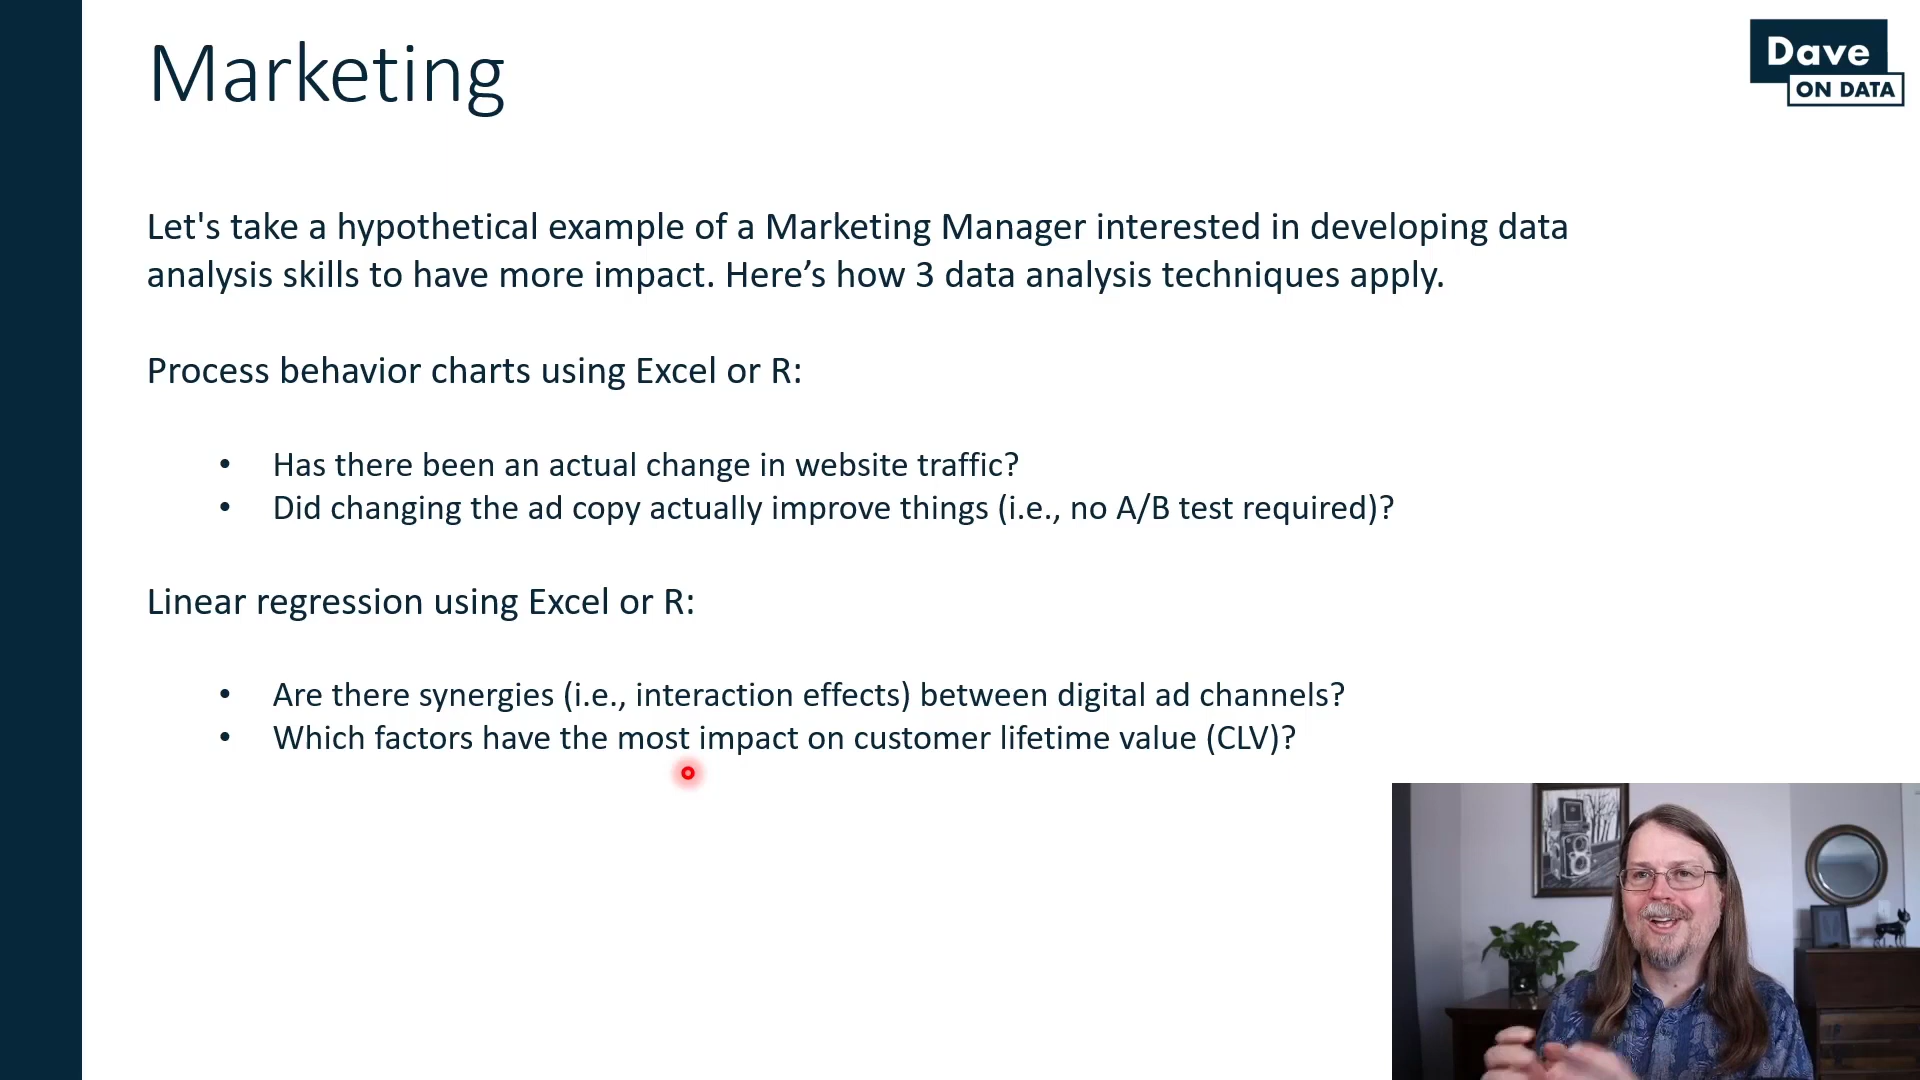 Marketing
Dave
ON DATA
Let's take a hypothetical example of a Marketing Manager interested in developing data
analysis skills to have more impact. Here’s how 3 data analysis techniques apply.
Process behavior charts using Excel or R:
• Has there been an actual change in website traffic?
• Did changing the ad copy actually improve things (i.e., no A/B test required)?
Linear regression using Excel or R:
• Are there synergies (i.e., interaction effects) between digital ad channels?
• Which factors have the most impact on customer lifetime value (CLV)?